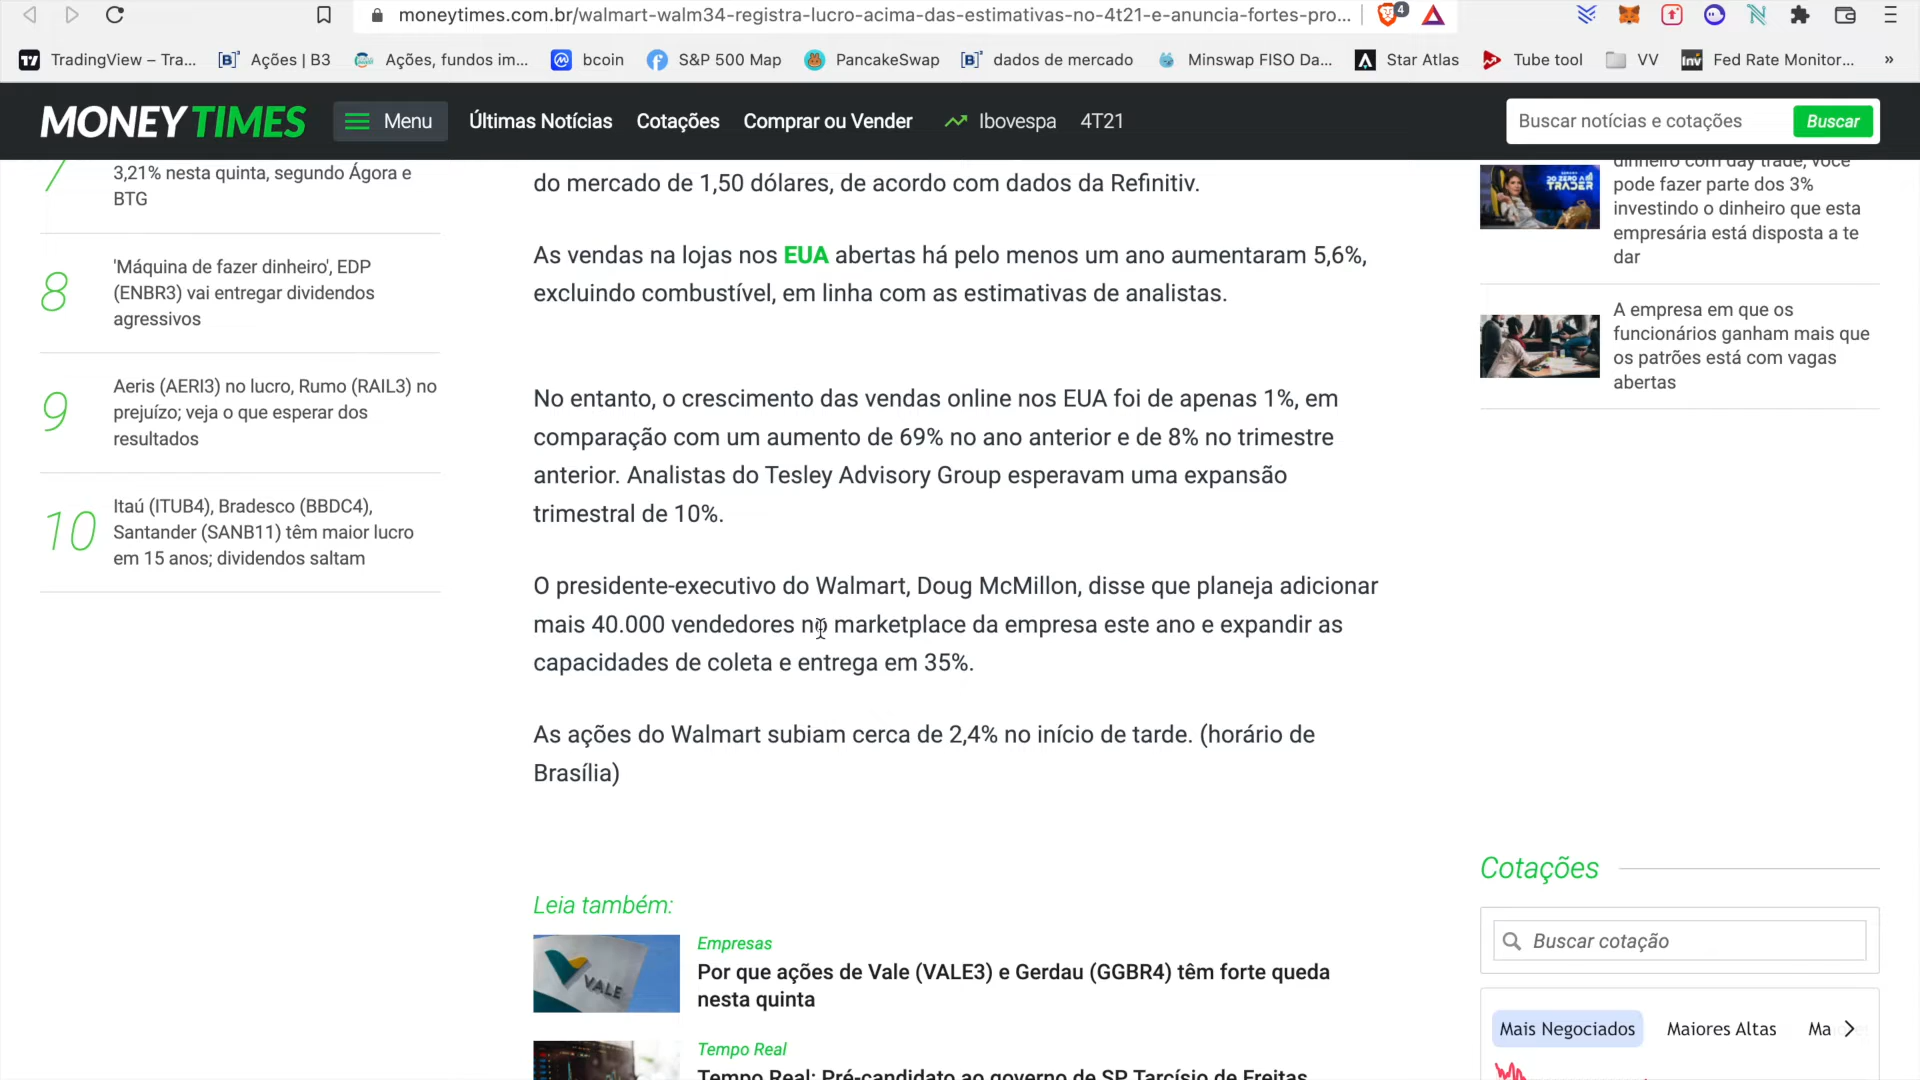 moneytimes.com.br/walmart-walm34-registra-lucro-acima-das-estimativas-no-4t21-e-anuncia-fortes-pro...
4
TradingView – Tra...
Ações | B3
Ações, fundos im...
bcoin
S&P 500 Map
PancakeSwap
dados de mercado
Minswap FISO Da...
Star Atlas
Tube tool
VV
Inv
Fed Rate Monitor...
»
MONEY TIMES
Menu
Últimas Notícias
Cotações
Comprar ou Vender
Ibovespa
4T21
Buscar notícias e cotações
Buscar
7
3,21% nesta quinta, segundo Ágora e
BTG
8
'Máquina de fazer dinheiro', EDP
(ENBR3) vai entregar dividendos
agressivos
9
Aeris (AERI3) no lucro, Rumo (RAIL3) no
prejuízo; veja o que esperar dos
resultados
10
Itaú (ITUB4), Bradesco (BBDC4),
Santander (SANB11) têm maior lucro
em 15 anos; dividendos saltam
do mercado de 1,50 dólares, de acordo com dados da Refinitiv.
As vendas na lojas nos EUA abertas há pelo menos um ano aumentaram 5,6%,
excluindo combustível, em linha com as estimativas de analistas.
No entanto, o crescimento das vendas online nos EUA foi de apenas 1%, em
comparação com um aumento de 69% no ano anterior e de 8% no trimestre
anterior. Analistas do Tesley Advisory Group esperavam uma expansão
trimestral de 10%.
O presidente-executivo do Walmart, Doug McMillon, disse que planeja adicionar
mais 40.000 vendedores no marketplace da empresa este ano e expandir as
capacidades de coleta e entrega em 35%.
As ações do Walmart subiam cerca de 2,4% no início de tarde. (horário de
Brasília)
Leia também:
VALE
Empresas
Por que ações de Vale (VALE3) e Gerdau (GGBR4) têm forte queda
nesta quinta
Tempo Real
Tempo Real: Pré-candidato ao governo de SP Tarcísio de Freitas
DO ZERO A
TRADER
dinheiro com day trade, você
pode fazer parte dos 3%
investindo o dinheiro que esta
empresária está disposta a te
dar
A empresa em que os
funcionários ganham mais que
os patrões está com vagas
abertas
Cotações
Buscar cotação
Mais Negociados
Maiores Altas
Ma